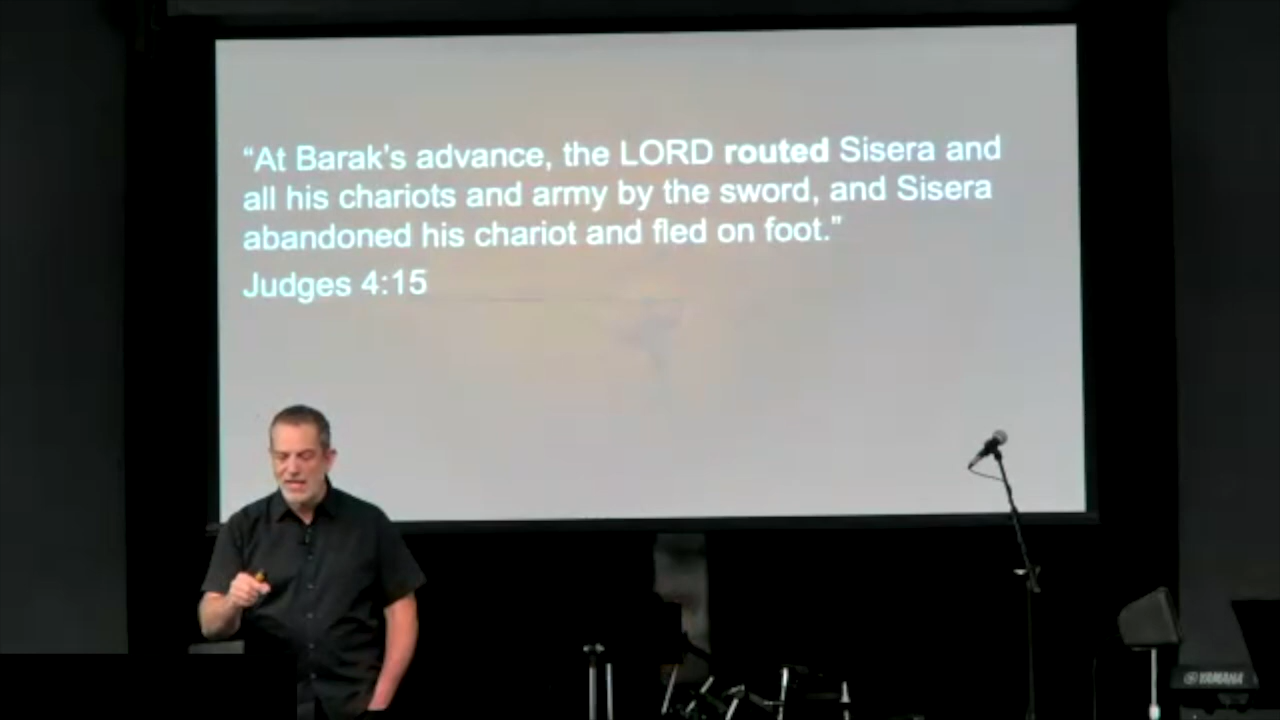 “At Barak’s advance, the LORD routed Sisera and
all his chariots and army by the sword, and Sisera
abandoned his chariot and fled on foot.”
Judges 4:15
YAMAHA